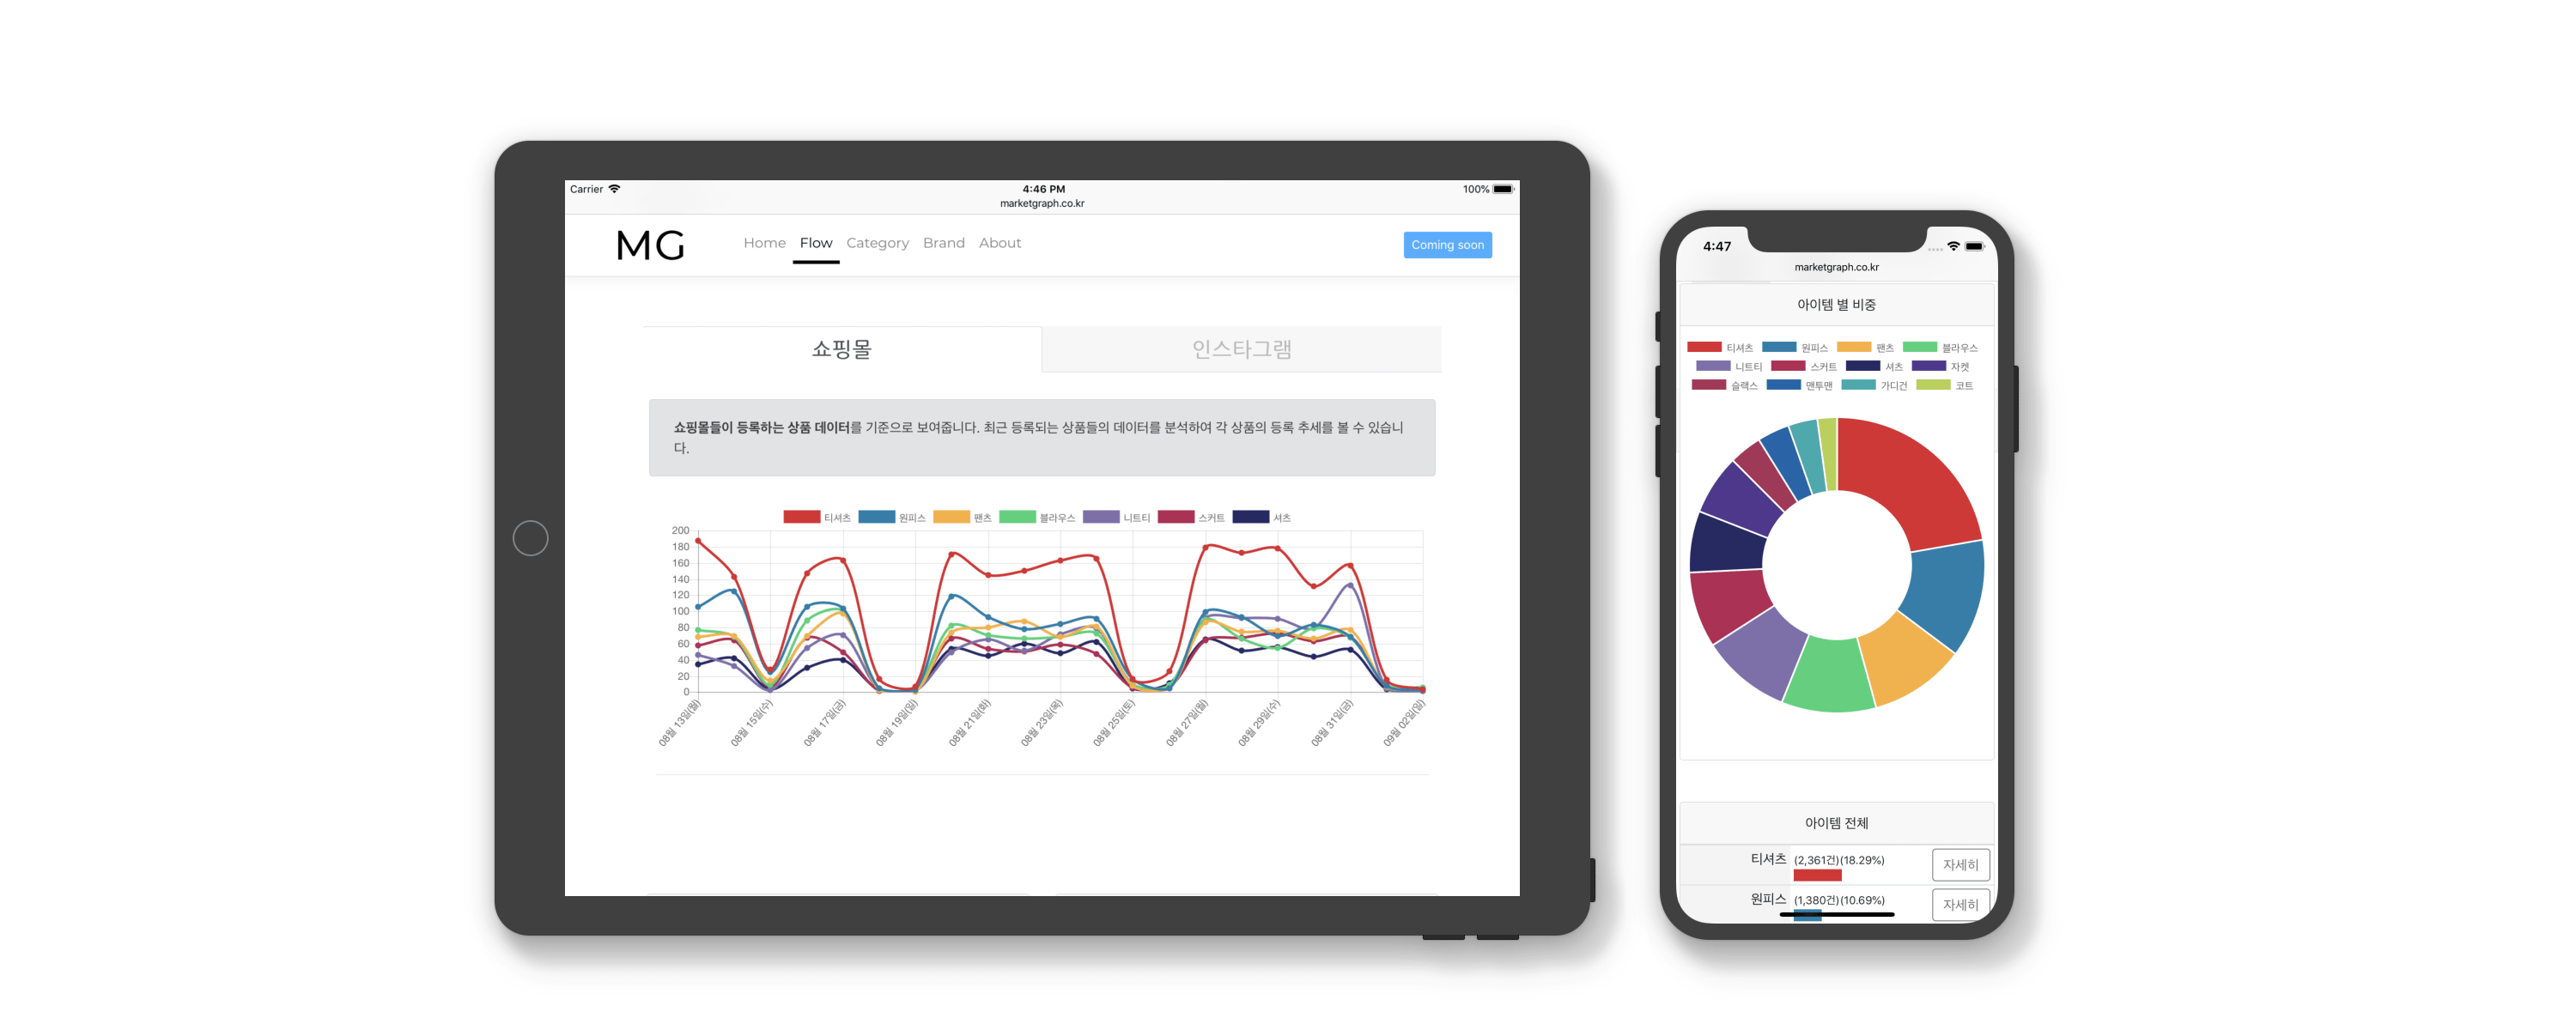 Carrier 4:46 PM 100%
marketgraph.co.kr
MG Home Flow Category Brand About Coming soon
쇼핑몰 인스타그램
쇼핑몰들이 등록하는 상품 데이터를 기준으로 보여줍니다. 최근 등록되는 상품들의 데이터를 분석하여 각 상품의 등록 추세를 볼 수 있습니
다.
티셔츠 원피스 팬츠 블라우스 니트티 스커트 셔츠
200
180
160
140
120
100
80
60
40
20
0
08월 13일(월) 08월 15일(수) 08월 17일(금) 08월 19일(일) 08월 21일(화) 08월 23일(목) 08월 25일(토) 08월 27일(월) 08월 29일(수) 08월 31일(금) 09월 02일(일)
4:47
marketgraph.co.kr
아이템 별 비중
티셔츠 원피스 팬츠 블라우스
니트티 스커트 셔츠 자켓
슬랙스 맨투맨 가디건 코트
아이템 전체
티셔츠 (2,361건)(18.29%) 자세히
원피스 (1,380건)(10.69%) 자세히